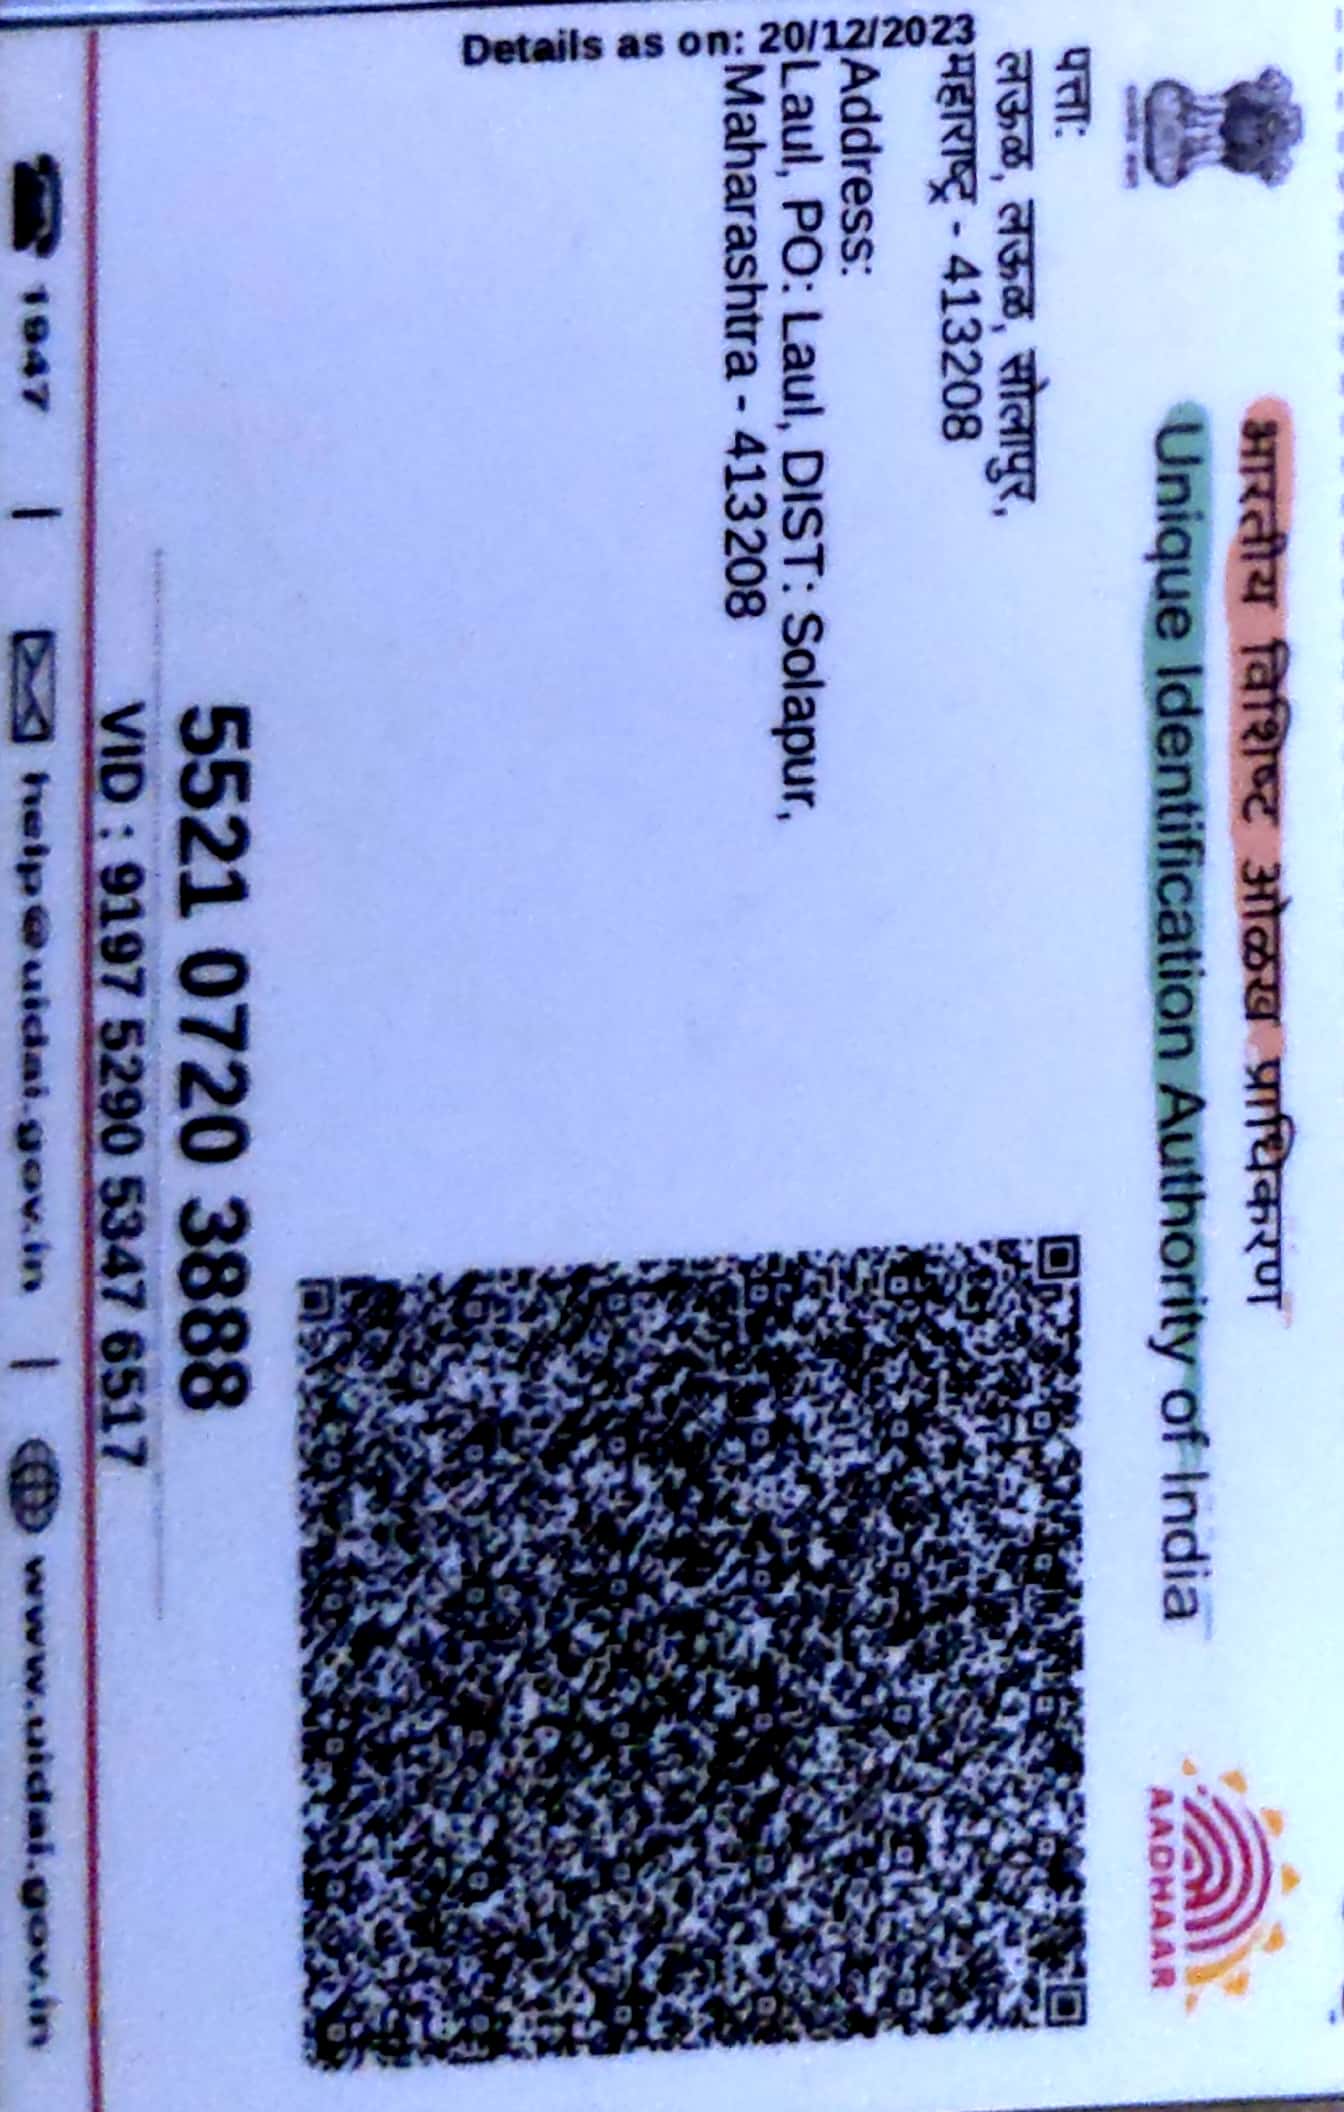 भारतीय विशिष्ट ओळख प्राधिकरण
Unique Identification Authority of India
AADHAAR
पत्ता:
लऊळ, लऊळ, सोलापुर,
महाराष्ट्र - 413208
Address:
Laul, PO: Laul, DIST: Solapur,
Maharashtra - 413208
Details as on: 20/12/2023
5521 0720 3888
VID : 9197 5290 5347 6517
1947 | help@uidai.gov.in | www.uidai.gov.in